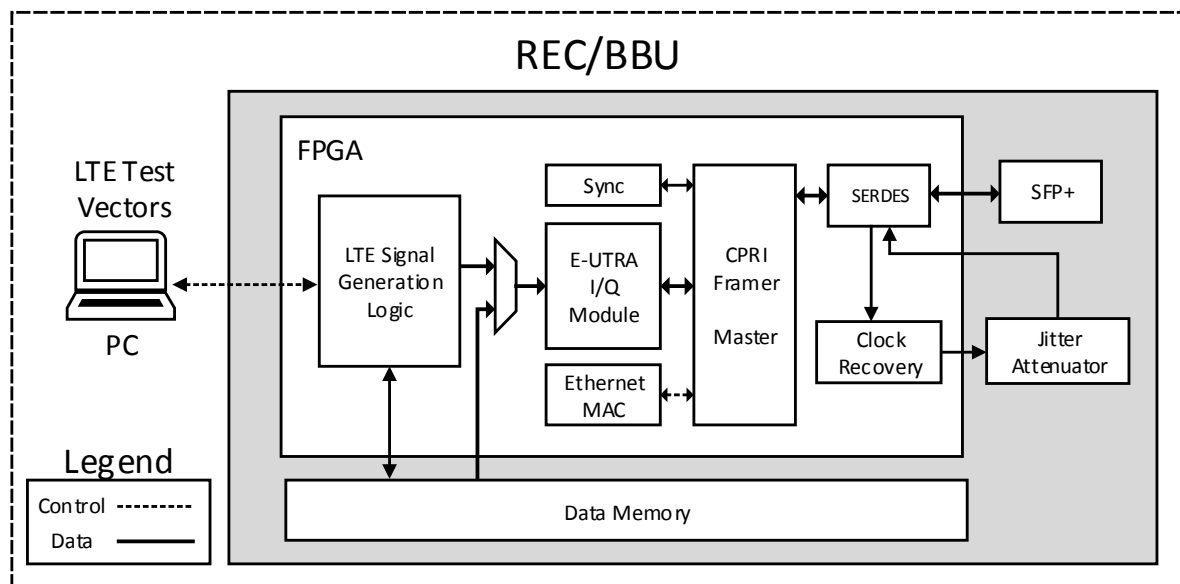 REC/BBU
LTE Test
Vectors
PC
FPGA
LTE Signal
Generation
Logic
Sync
E-UTRA
I/Q
Module
Ethernet
MAC
CPRI
Framer
Master
SERDES
SFP+
Clock
Recovery
Jitter
Attenuator
Data Memory
Legend
Control
Data